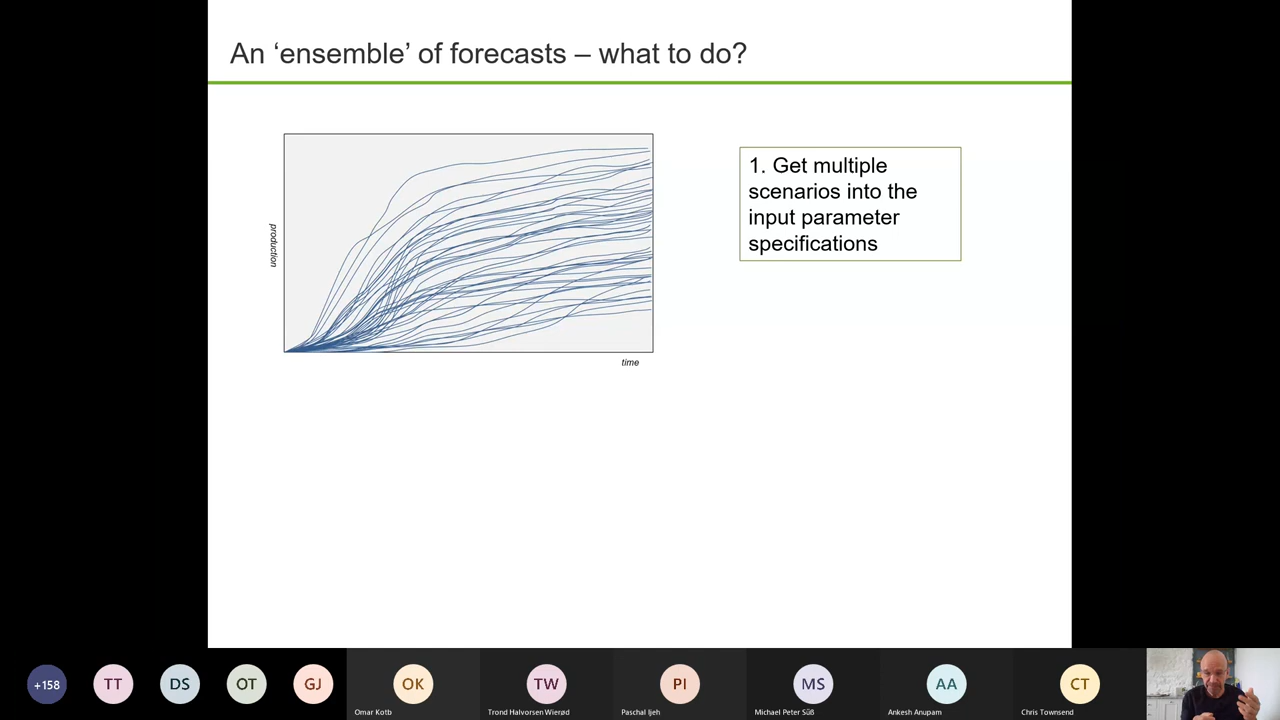 An ‘ensemble’ of forecasts – what to do?
production
time
1. Get multiple
scenarios into the
input parameter
specifications
+158
TT
DS
OT
GJ
OK
TW
PI
MS
AA
CT
Omar Kotb
Trond Halvorsen Wierød
Paschal Ijeh
Michael Peter Süß
Ankesh Anupam
Chris Townsend